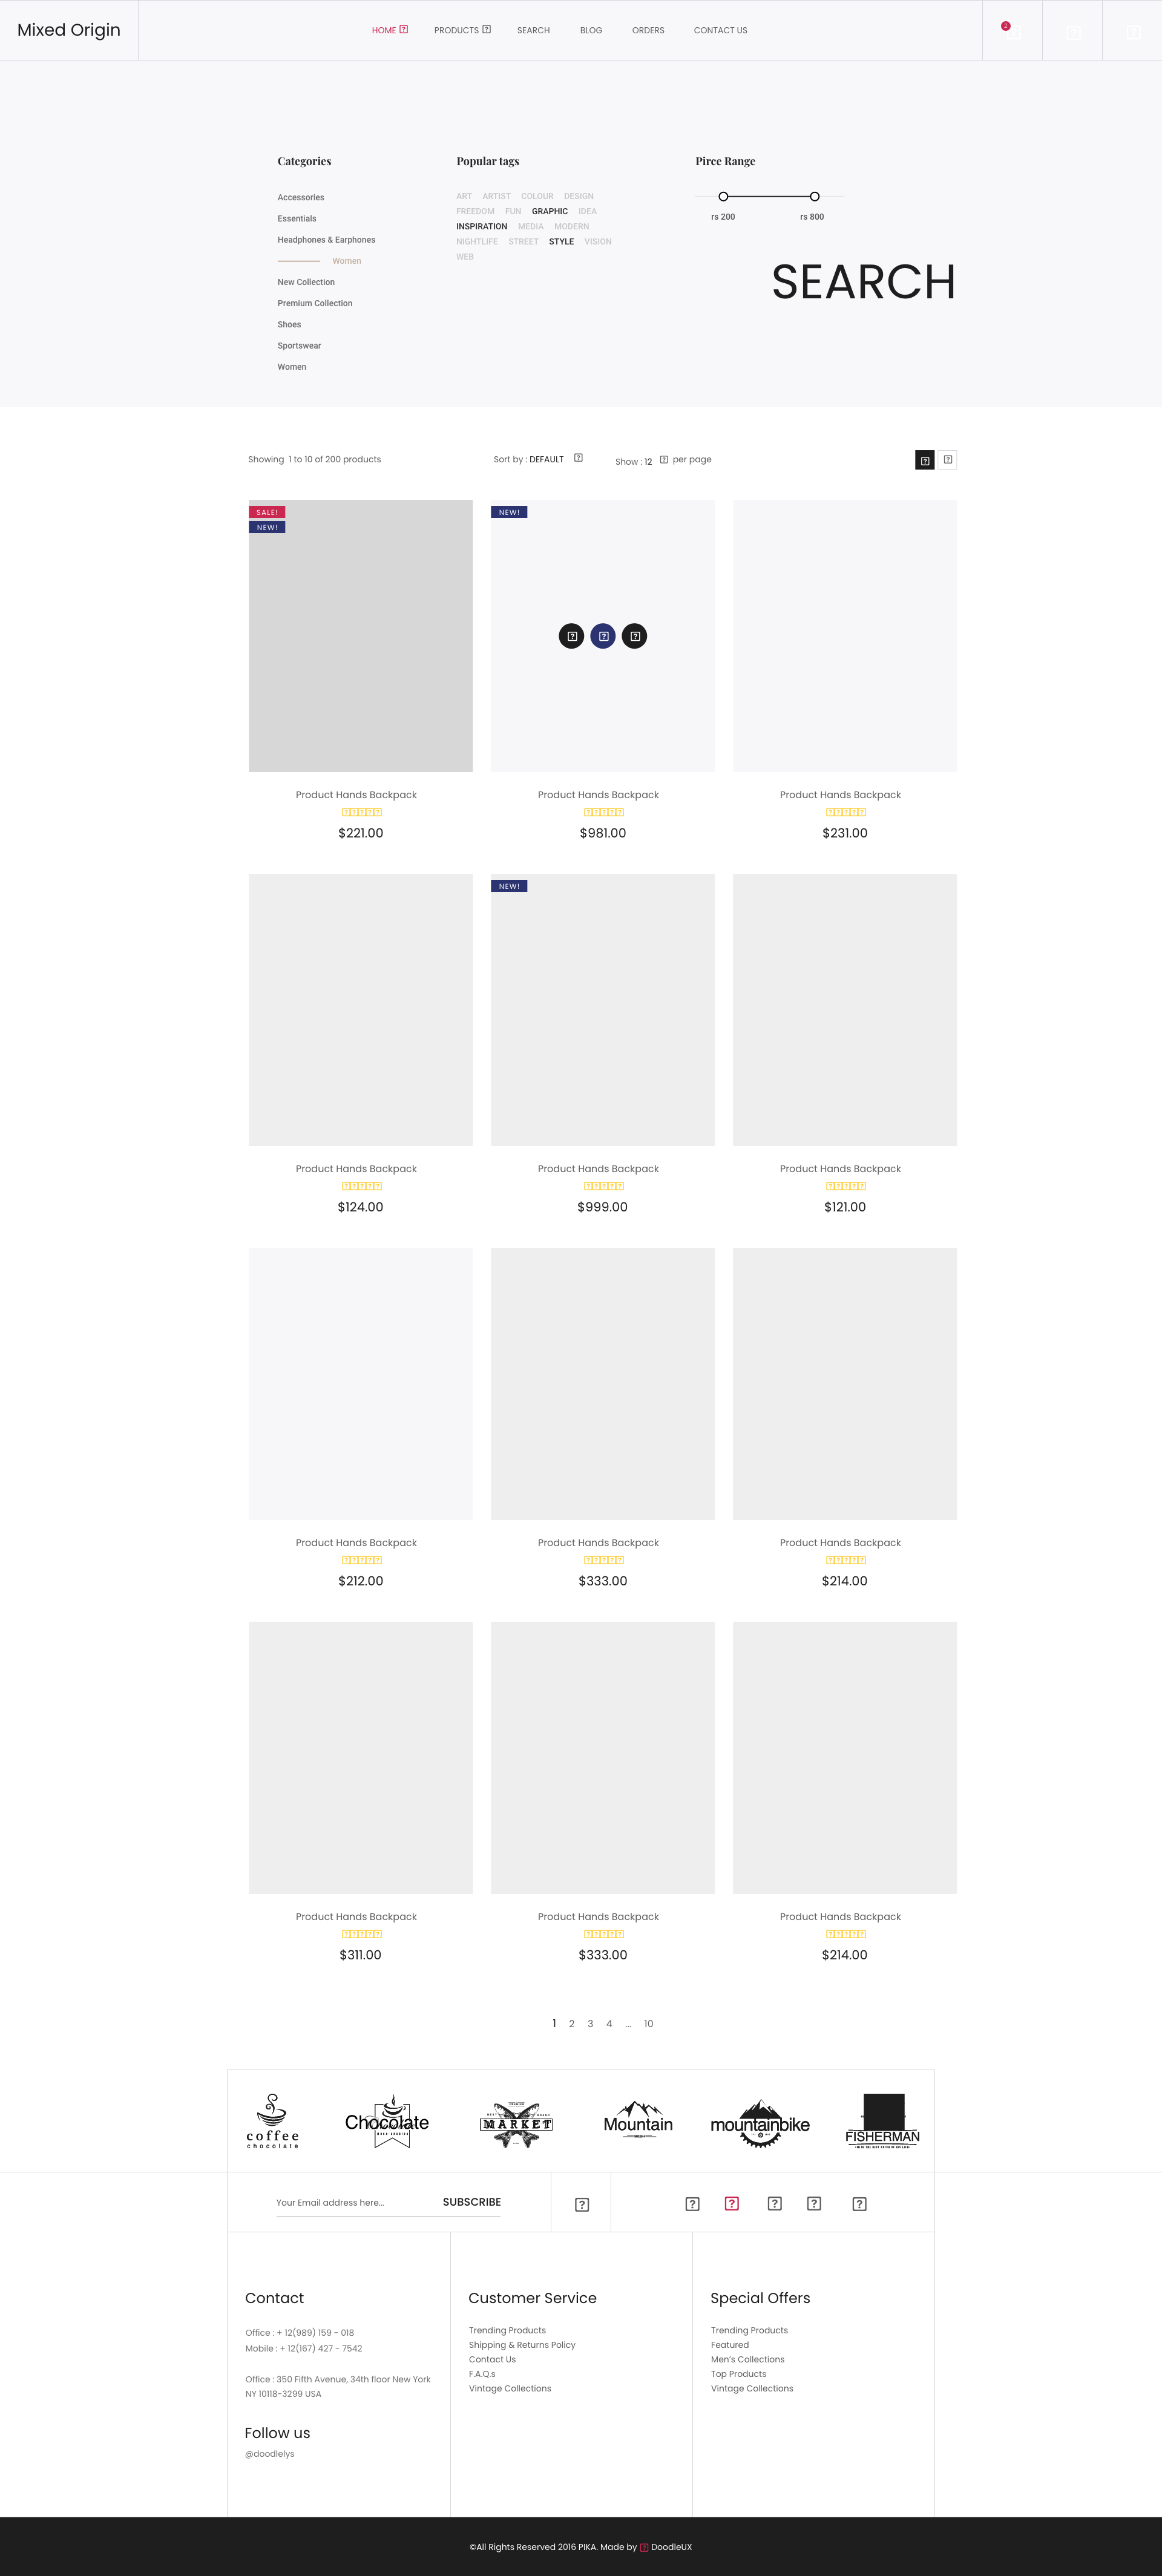 Mixed Origin
HOME
PRODUCTS
SEARCH
BLOG
ORDERS
CONTACT US
2
Categories
Accessories
Essentials
Headphones & Earphones
Women
New Collection
Premium Collection
Shoes
Sportswear
Women
Popular tags
ART ARTIST COLOUR DESIGN
FREEDOM FUN GRAPHIC IDEA
INSPIRATION MEDIA MODERN
NIGHTLIFE STREET STYLE VISION
WEB
Pirce Range
rs 200 rs 800
SEARCH
Showing 1 to 10 of 200 products
Sort by : DEFAULT
Show : 12 per page
SALE!
NEW!
NEW!
Product Hands Backpack
$221.00
Product Hands Backpack
$981.00
Product Hands Backpack
$231.00
NEW!
Product Hands Backpack
$124.00
Product Hands Backpack
$999.00
Product Hands Backpack
$121.00
Product Hands Backpack
$212.00
Product Hands Backpack
$333.00
Product Hands Backpack
$214.00
Product Hands Backpack
$311.00
Product Hands Backpack
$333.00
Product Hands Backpack
$214.00
1 2 3 4 ... 10
coffee
chocolate
Chocolate
MARKET
Mountain
mountainbike
FISHERMAN
Your Email address here...
SUBSCRIBE
Contact
Office : + 12(989) 159 - 018
Mobile : + 12(167) 427 - 7542
Office : 350 Fifth Avenue, 34th floor New York
NY 10118-3299 USA
Follow us
@doodlelys
Customer Service
Trending Products
Shipping & Returns Policy
Contact Us
F.A.Q.s
Vintage Collections
Special Offers
Trending Products
Featured
Men's Collections
Top Products
Vintage Collections
©All Rights Reserved 2016 PIKA. Made by DoodleUX